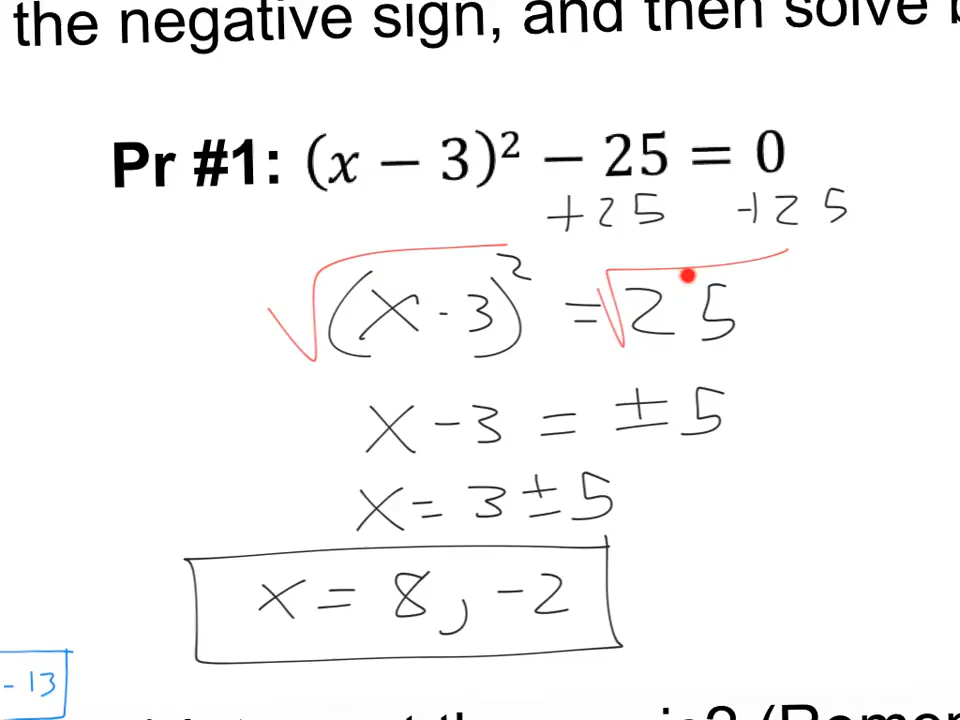 the negative sign, and then solve b
Pr #1: (x − 3)² − 25 = 0
+25 +25
√(x-3)² = √25
x - 3 = ±5
x = 3 ± 5
x = 8, -2
- 13